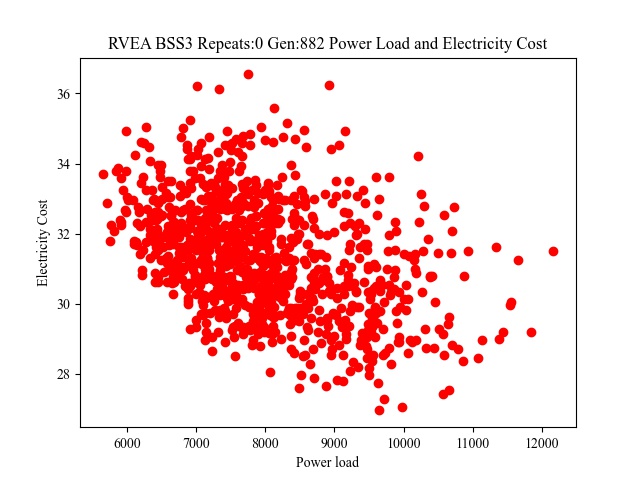 RVEA BSS3 Repeats:0 Gen:882 Power Load and Electricity Cost
36
34
32
30
28
Electricity Cost
6000 7000 8000 9000 10000 11000 12000
Power load